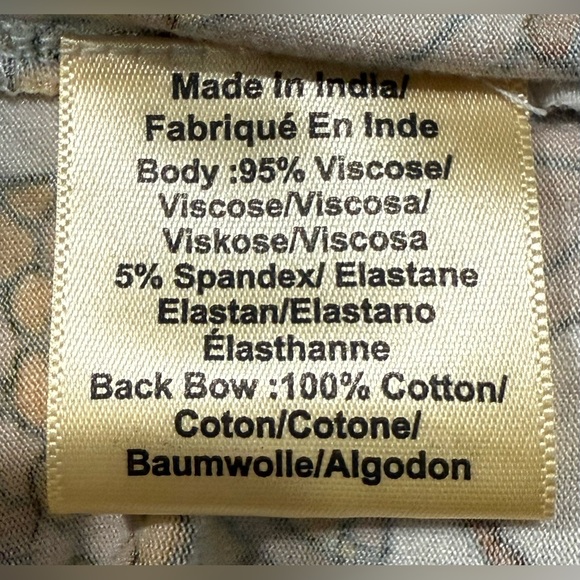 Made In India/
Fabriqué En Inde
Body :95% Viscose/
Viscose/Viscosa/
Viskose/Viscosa
5% Spandex/ Elastane
Elastan/Elastano
Élasthanne
Back Bow :100% Cotton/
Coton/Cotone/
Baumwolle/Algodon